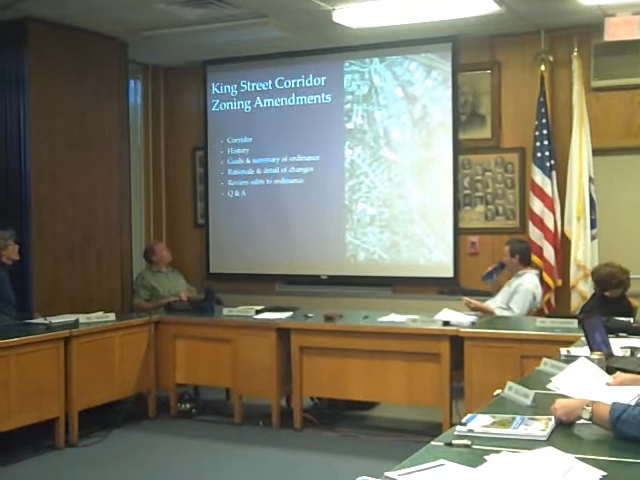 King Street Corridor
Zoning Amendments
- Corridor
- History
- Goals & summary of ordinance
- Rationale & detail of changes
- Review edits to ordinance
- Q & A